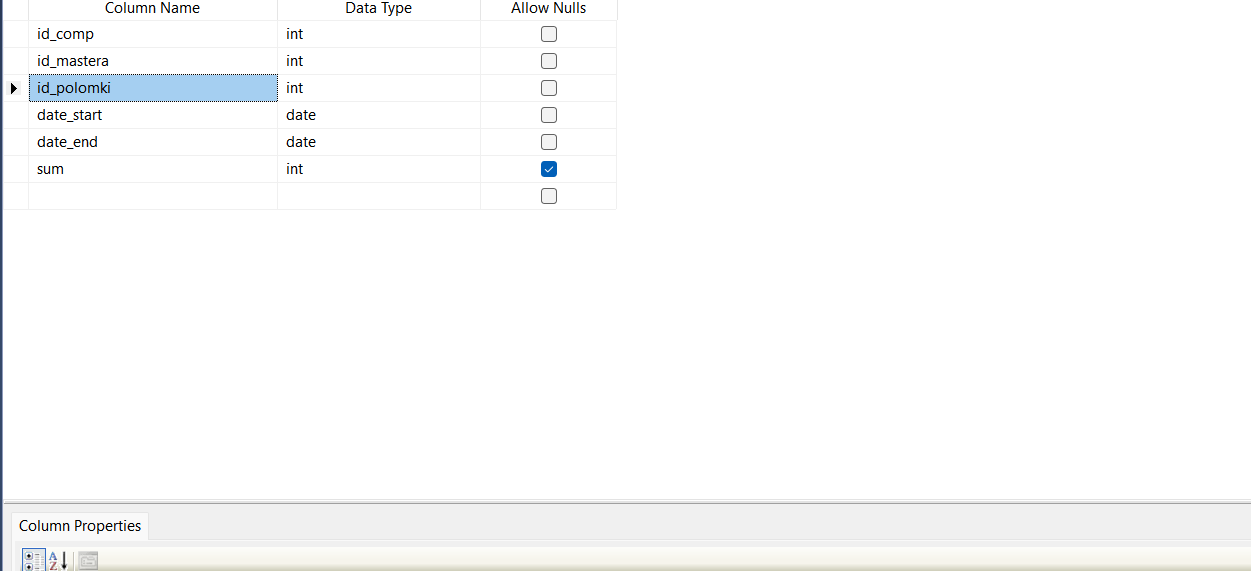 Column Name Data Type Allow Nulls
id_comp int
id_mastera int
id_polomki int
date_start date
date_end date
sum int
Column Properties
A
Z